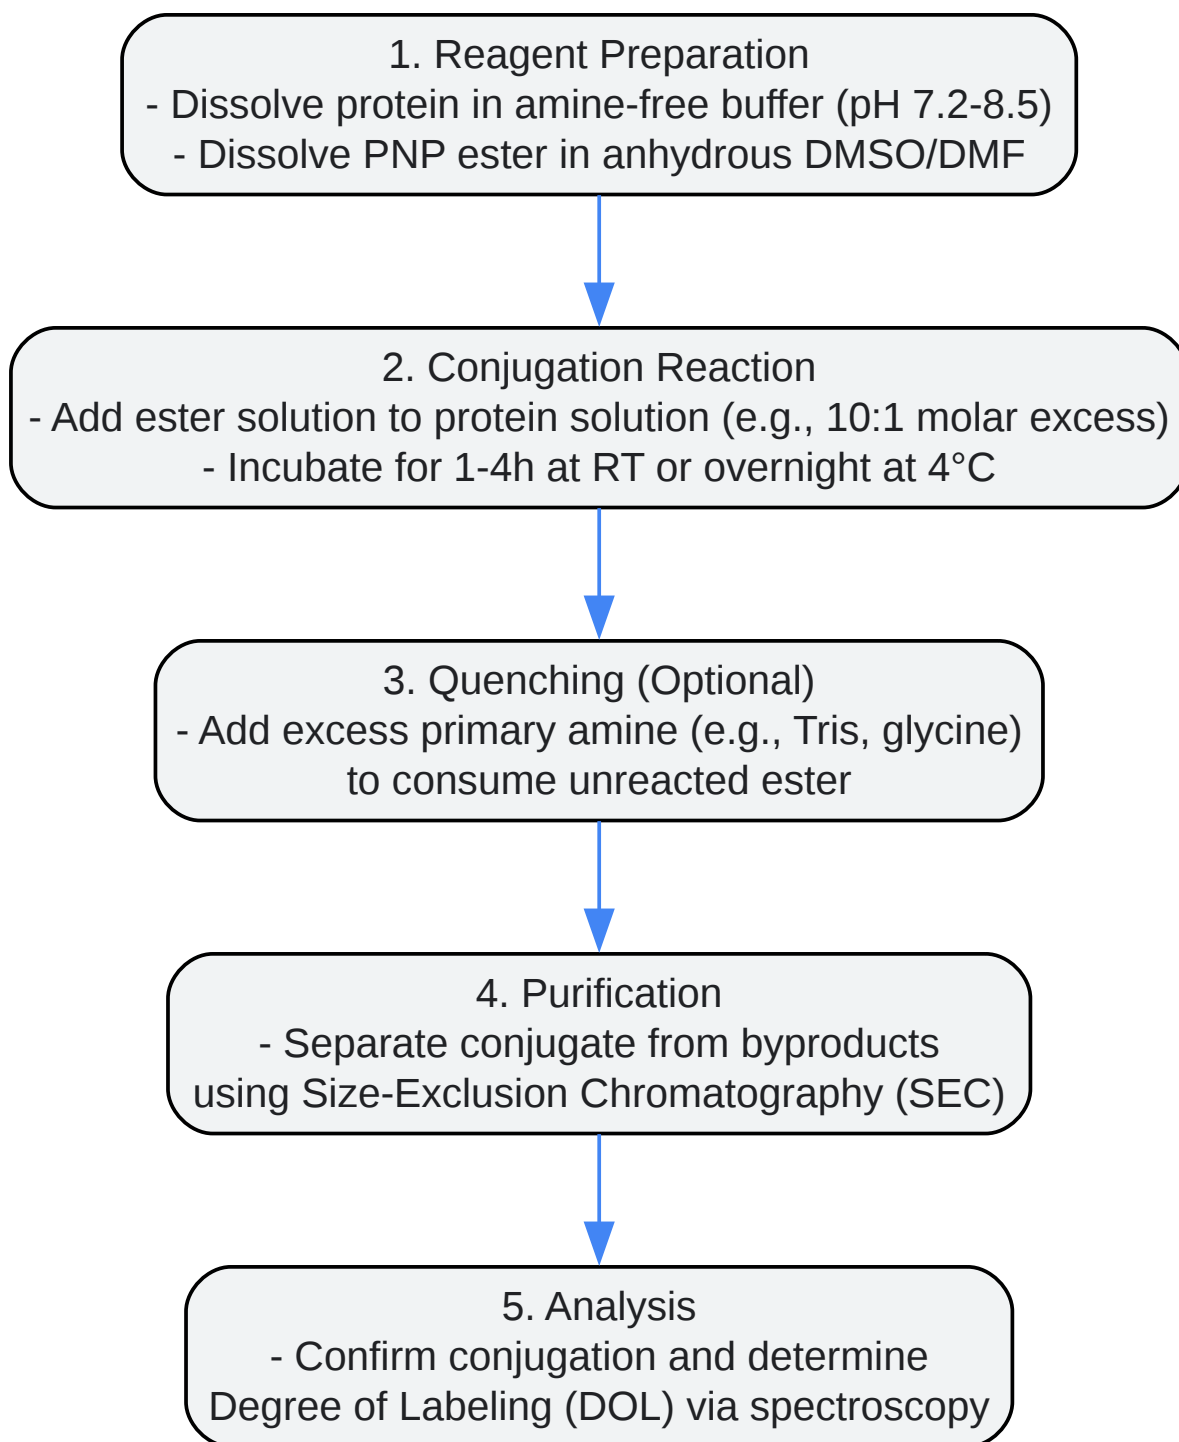 1. Reagent Preparation
- Dissolve protein in amine-free buffer (pH 7.2-8.5)
- Dissolve PNP ester in anhydrous DMSO/DMF
2. Conjugation Reaction
- Add ester solution to protein solution (e.g., 10:1 molar excess)
- Incubate for 1-4h at RT or overnight at 4°C
3. Quenching (Optional)
- Add excess primary amine (e.g., Tris, glycine)
to consume unreacted ester
4. Purification
- Separate conjugate from byproducts
using Size-Exclusion Chromatography (SEC)
5. Analysis
- Confirm conjugation and determine
Degree of Labeling (DOL) via spectroscopy